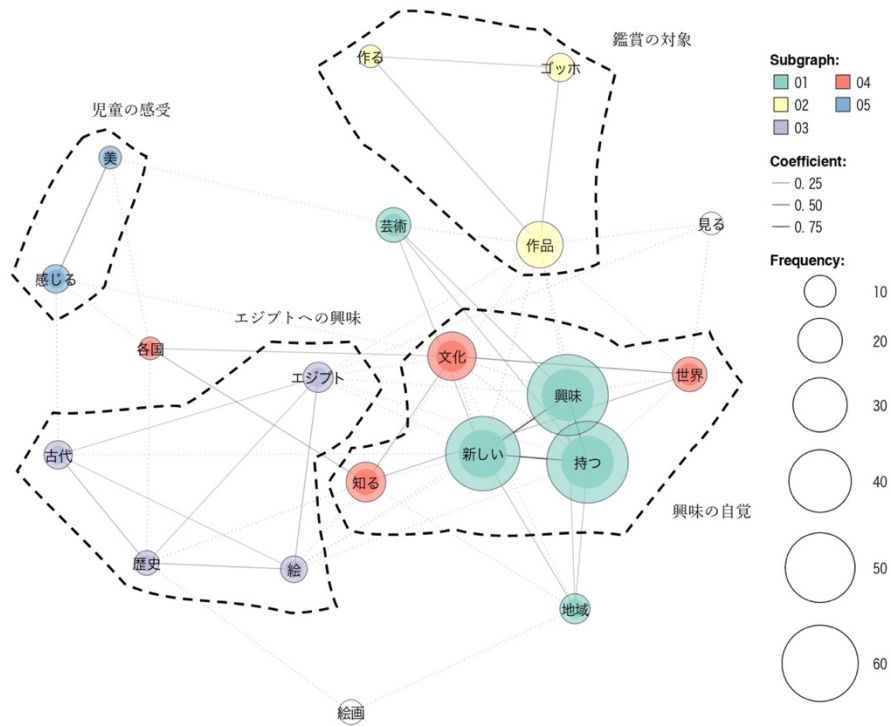 鑑賞の対象
作る
ゴッホ
児童の感受
美
芸術
作品
見る
感じる
エジプトへの興味
各国
文化
エジプト
世界
興味
古代
新しい
持つ
知る
興味の自覚
歴史
絵
地域
絵画
Subgraph:
01
04
02
05
03
Coefficient:
0. 25
0. 50
0. 75
Frequency:
10
20
30
40
50
60